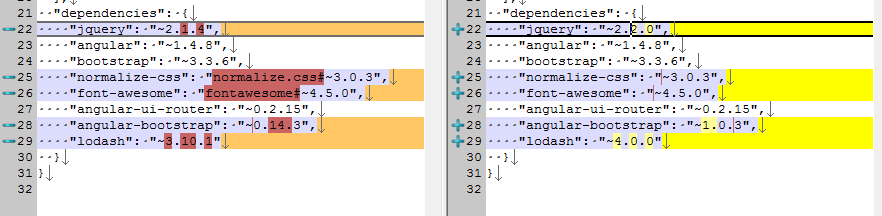 21 "dependencies": {
22 "jquery": "~2.1.4",
23 "angular": "~1.4.8",
24 "bootstrap": "~3.3.6",
25 "normalize-css": "normalize.css#~3.0.3",
26 "font-awesome": "fontawesome#~4.5.0",
27 "angular-ui-router": "~0.2.15",
28 "angular-bootstrap": "~0.14.3",
29 "lodash": "~3.10.1"
30 }
31 }
32
21 "dependencies": {
22 "jquery": "~2.2.0",
23 "angular": "~1.4.8",
24 "bootstrap": "~3.3.6",
25 "normalize-css": "~3.0.3",
26 "font-awesome": "~4.5.0",
27 "angular-ui-router": "~0.2.15",
28 "angular-bootstrap": "~1.0.3",
29 "lodash": "~4.0.0"
30 }
31 }
32